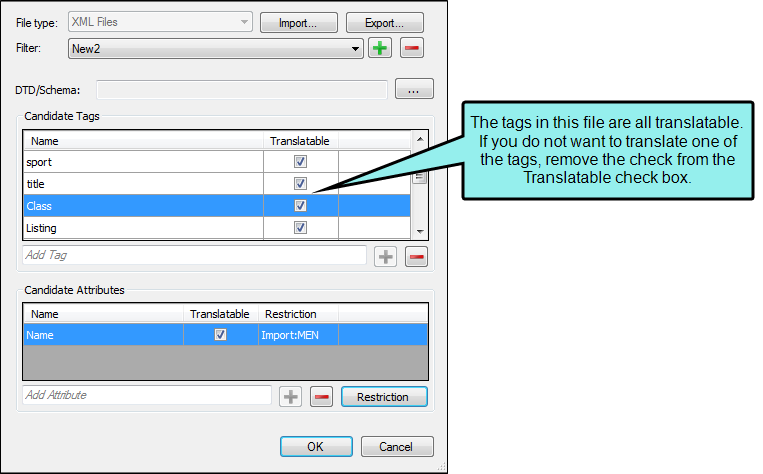 File type: XML Files Import... Export...
Filter: New2
DTD/Schema: ...
Candidate Tags
Name Translatable
sport
title
Class
Listing
Add Tag
The tags in this file are all translatable.
If you do not want to translate one of
the tags, remove the check from the
Translatable check box.
Candidate Attributes
Name Translatable Restriction
Name Import:MEN
Add Attribute Restriction
OK Cancel